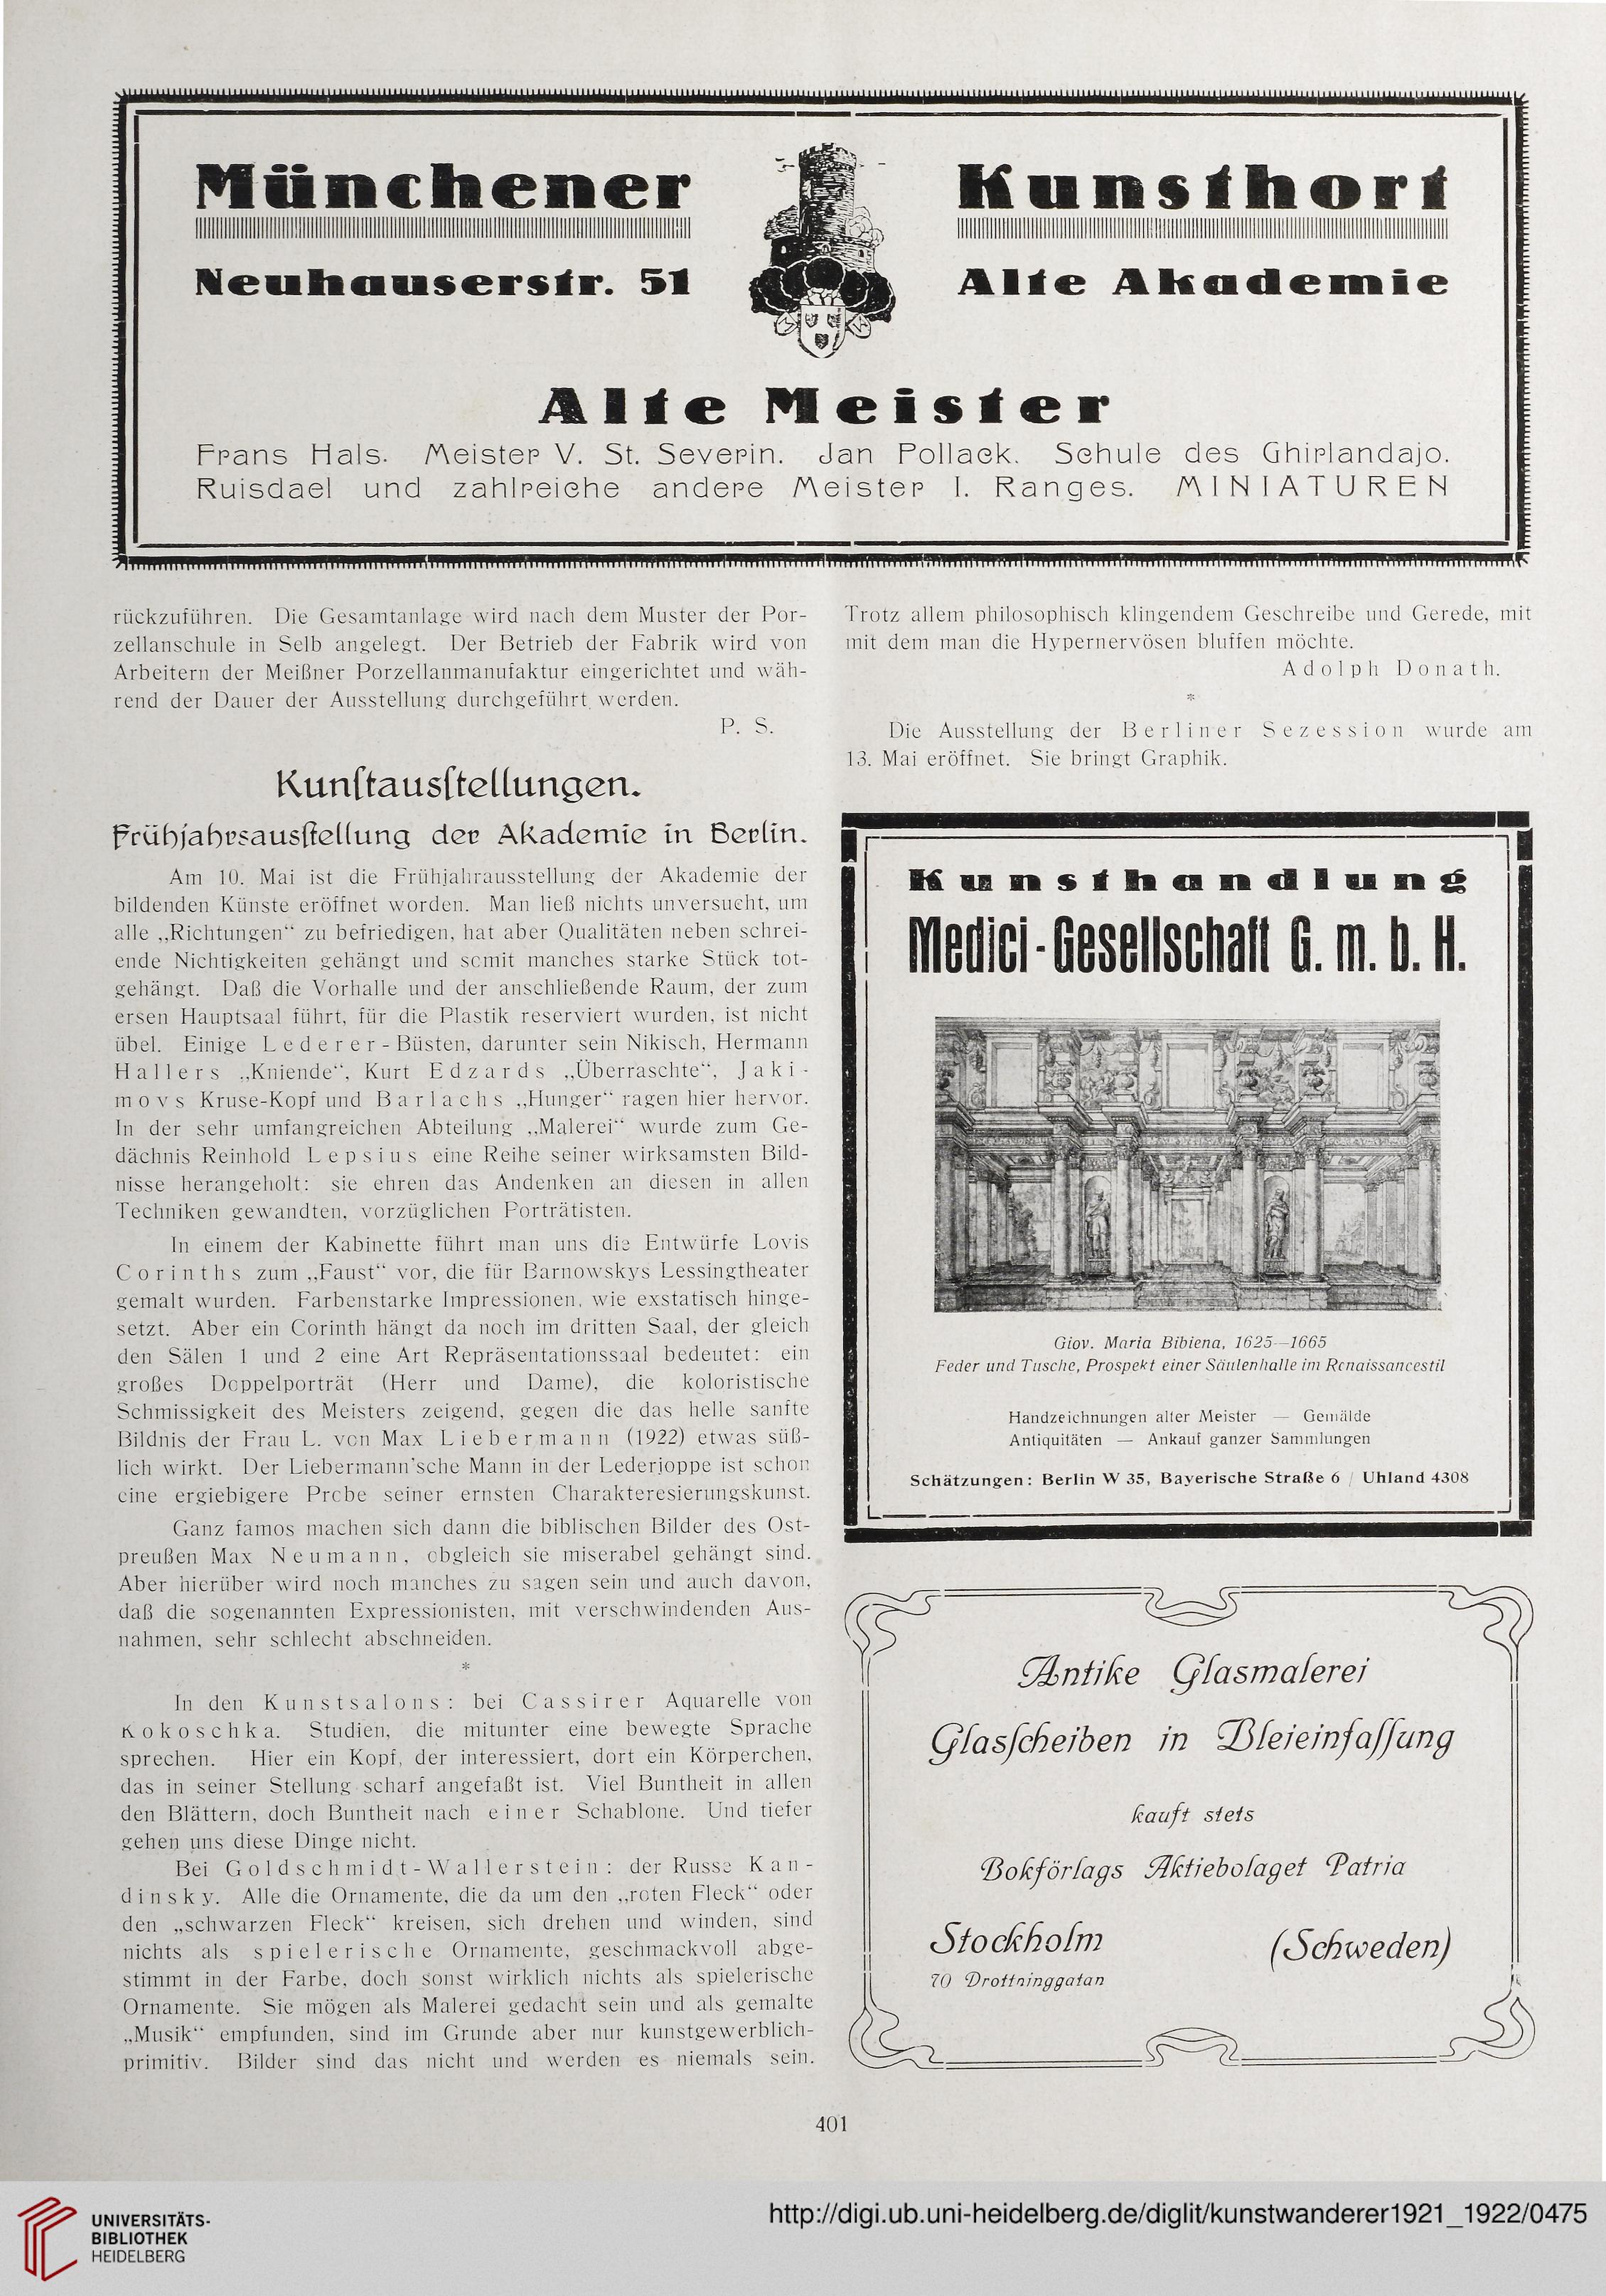 Münchener Kunsthort
Neuhauserstr. 51 Alte Akademie
Alte Meister
Frans Hals. Meister V. St. Severin. Jan Pollack. Schule des Ghirlandajo.
Ruisdael und zahlreiche andere Meister I. Ranges. MINIATUREN
rückzuführen. Die Gesamtanlage wird nach dem Muster der Por-
zellanschule in Selb angelegt. Der Betrieb der Fabrik wird von
Arbeitern der Meißner Porzellanmanufaktur eingerichtet und wäh-
rend der Dauer der Ausstellung durchgeführt werden.
P. S.
Kunſtausſtellungen.
Frühjahrsausſtellung der Akademie in Berlin.
Am 10. Mai ist die Frühjahrausstellung der Akademie der
bildenden Künste eröffnet worden. Man ließ nichts unversucht, um
alle „Richtungen“ zu befriedigen, hat aber Qualitäten neben schrei-
ende Nichtigkeiten gehängt und somit manches starke Stück tot-
gehängt. Daß die Vorhalle und der anschließende Raum, der zum
ersen Hauptsaal führt, für die Plastik reserviert wurden, ist nicht
übel. Einige Lederer-Büsten, darunter sein Nikisch, Hermann
Hallers „Kniende“, Kurt Edzards „Überraschte“, Jaki-
movs Kruse-Kopf und Barlachs „Hunger“ ragen hier hervor.
In der sehr umfangreichen Abteilung „Malerei“ wurde zum Ge-
dächnis Reinhold Lepsius eine Reihe seiner wirksamsten Bild-
nisse herangeholt: sie ehren das Andenken an diesen in allen
Techniken gewandten, vorzüglichen Porträtisten.
In einem der Kabinette führt man uns die Entwürfe Lovis
Corinths zum „Faust“ vor, die für Barnowskys Lessingtheater
gemalt wurden. Farbenstarke Impressionen, wie exstatisch hinge-
setzt. Aber ein Corinth hängt da noch im dritten Saal, der gleich
den Sälen 1 und 2 eine Art Repräsentationssaal bedeutet: ein
großes Doppelporträt (Herr und Dame), die koloristische
Schmissigkeit des Meisters zeigend, gegen die das helle sanfte
Bildnis der Frau L. von Max Liebermann (1922) etwas süß-
lich wirkt. Der Liebermann'sche Mann in der Lederjoppe ist schon
eine ergiebigere Probe seiner ernsten Charakteresierungskunst.
Ganz famos machen sich dann die biblischen Bilder des Ost-
preußen Max Neumann, obgleich sie miserabel gehängt sind.
Aber hierüber wird noch manches zu sagen sein und auch davon,
daß die sogenannten Expressionisten, mit verschwindenden Aus-
nahmen, sehr schlecht abschneiden.
*
In den Kunstsalons: bei Cassirer Aquarelle von
Kokoschka. Studien, die mitunter eine bewegte Sprache
sprechen. Hier ein Kopf, der interessiert, dort ein Körperchen,
das in seiner Stellung scharf angefaßt ist. Viel Buntheit in allen
den Blättern, doch Buntheit nach einer Schablone. Und tiefer
gehen uns diese Dinge nicht.
Bei Goldschmidt-Wallerstein: der Russe Kan-
dinsky. Alle die Ornamente, die da um den „roten Fleck“ oder
den „schwarzen Fleck“ kreisen, sich drehen und winden, sind
nichts als spielerische Ornamente, geschmackvoll abge-
stimmt in der Farbe, doch sonst wirklich nichts als spielerische
Ornamente. Sie mögen als Malerei gedacht sein und als gemalte
„Musik“ empfunden, sind im Grunde aber nur kunstgewerblich-
primitiv. Bilder sind das nicht und werden es niemals sein.
Trotz allem philosophisch klingendem Geschreibe und Gerede, mit
mit dem man die Hypernervösen bluffen möchte.
Adolph Donath.
*
Die Ausstellung der Berliner Sezession wurde am
13. Mai eröffnet. Sie bringt Graphik.
Kunsthandlung
Medici-Gesellschaft G. m. b. H.
Giov. Maria Bibiena, 1625—1665
Feder und Tusche, Prospekt einer Säulenhalle im Renaissancestil
Handzeichnungen alter Meister — Gemälde
Antiquitäten — Ankauf ganzer Sammlungen
Schätzungen: Berlin W 35, Bayerische Straße 6 / Uhland 4308
Antike Glasmalerei
Glasſcheiben in Bleieinfaſſung
kauft stets
Bokförlags Aktiebolaget Patria
Stockholm (Schweden)
70 Drottninggatan
401
UNIVERSITÄTS-
BIBLIOTHEK
HEIDELBERG
http://digi.ub.uni-heidelberg.de/diglit/kunstwanderer1921_1922/0475